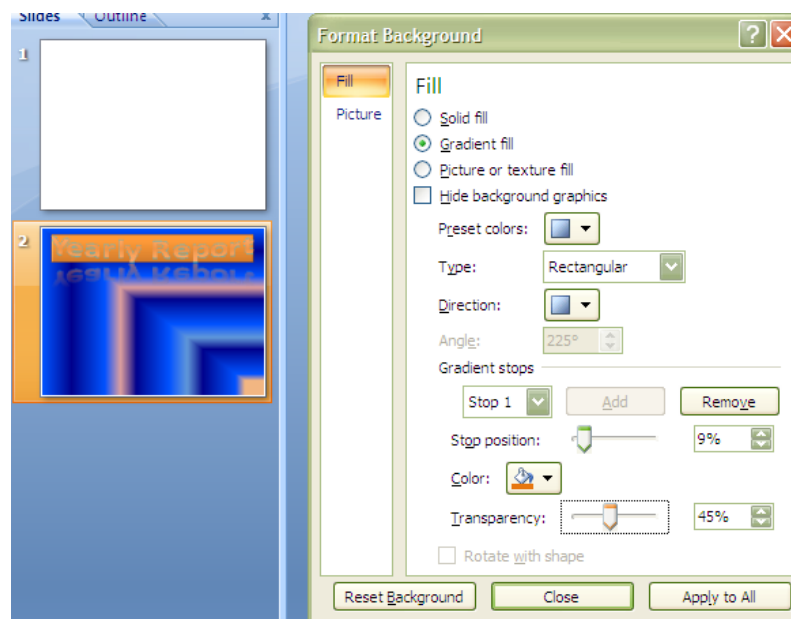 Slides Outline x
Format Background ? X
1
Fill
Picture
Fill
Solid fill
Gradient fill
Picture or texture fill
Hide background graphics
Preset colors:
Type: Rectangular
Direction:
Angle: 225°
Gradient stops
Stop 1 Add Remove
Stop position: 9%
Color:
Transparency: 45%
Rotate with shape
2
Yearly Report
Reset Background Close Apply to All